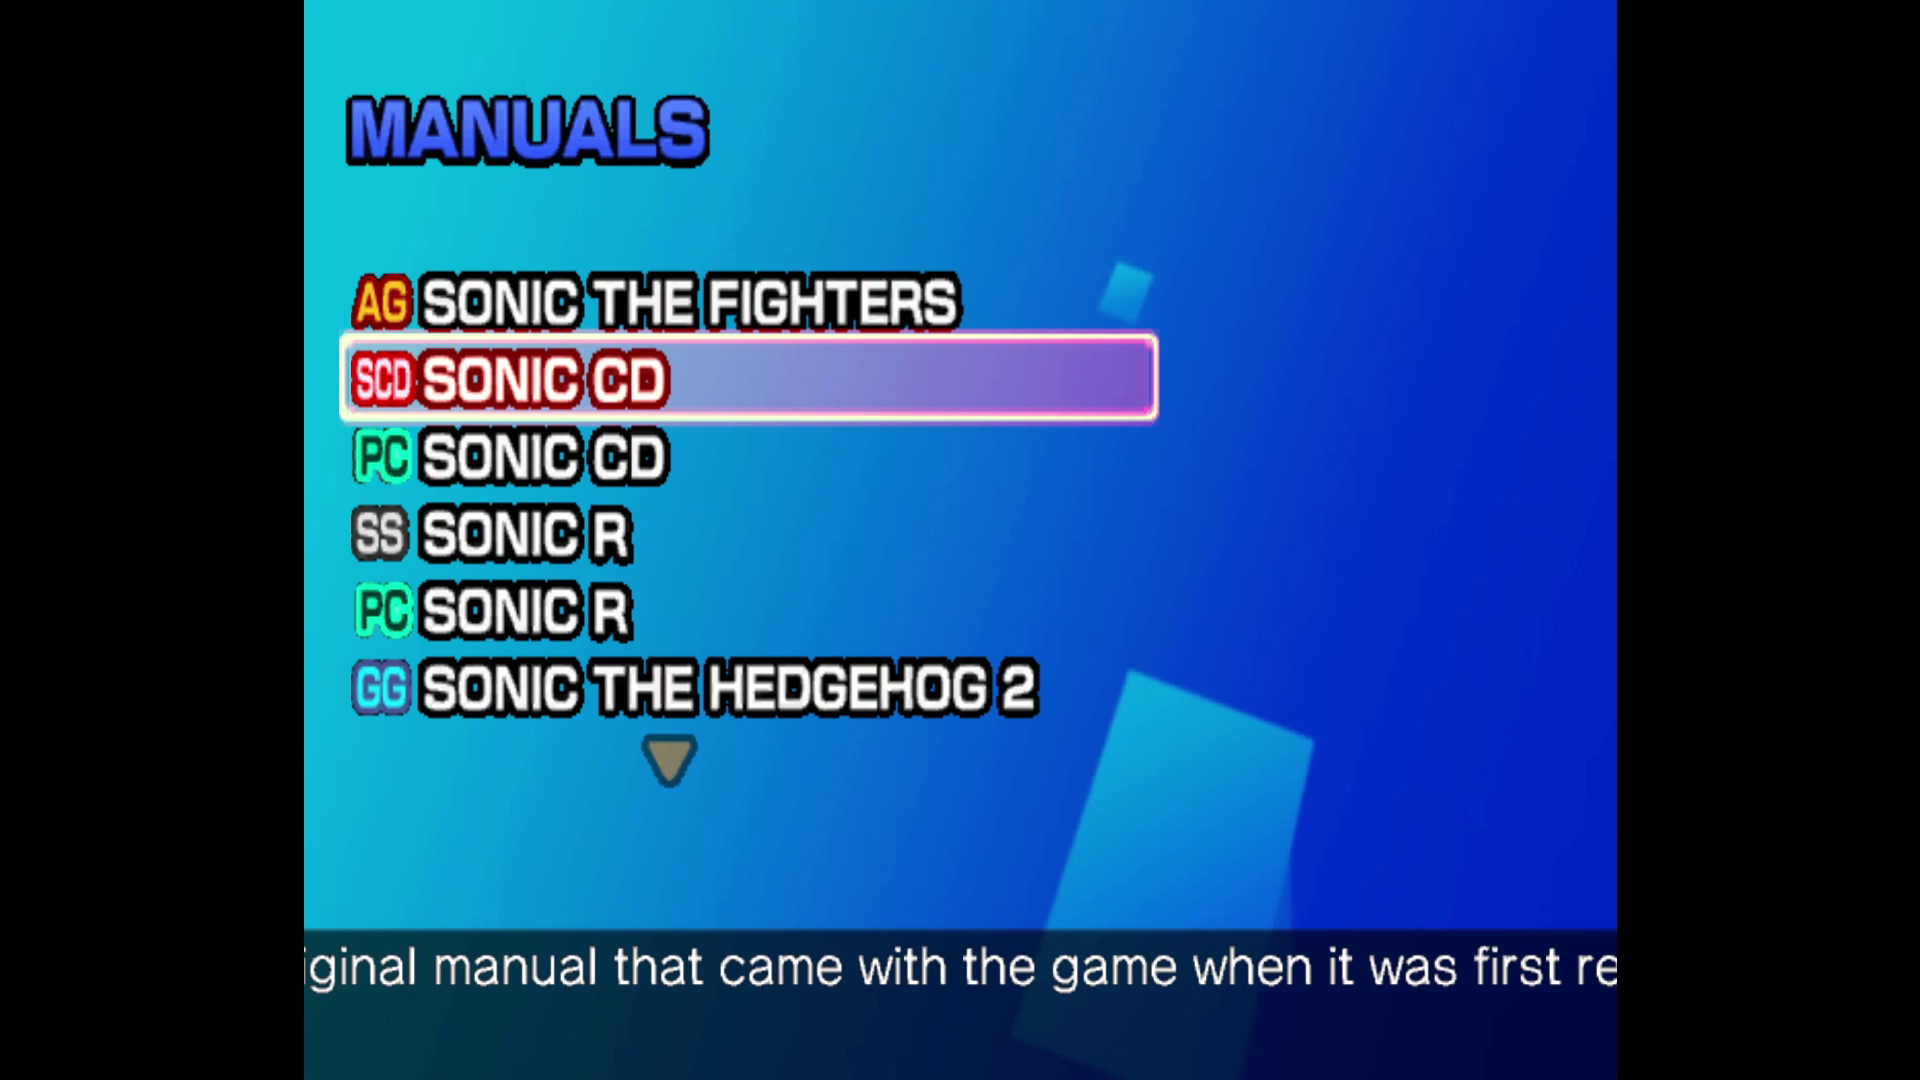 MANUALS
AG SONIC THE FIGHTERS
SCD SONIC CD
PC SONIC CD
SS SONIC R
PC SONIC R
GG SONIC THE HEDGEHOG 2
iginal manual that came with the game when it was first re